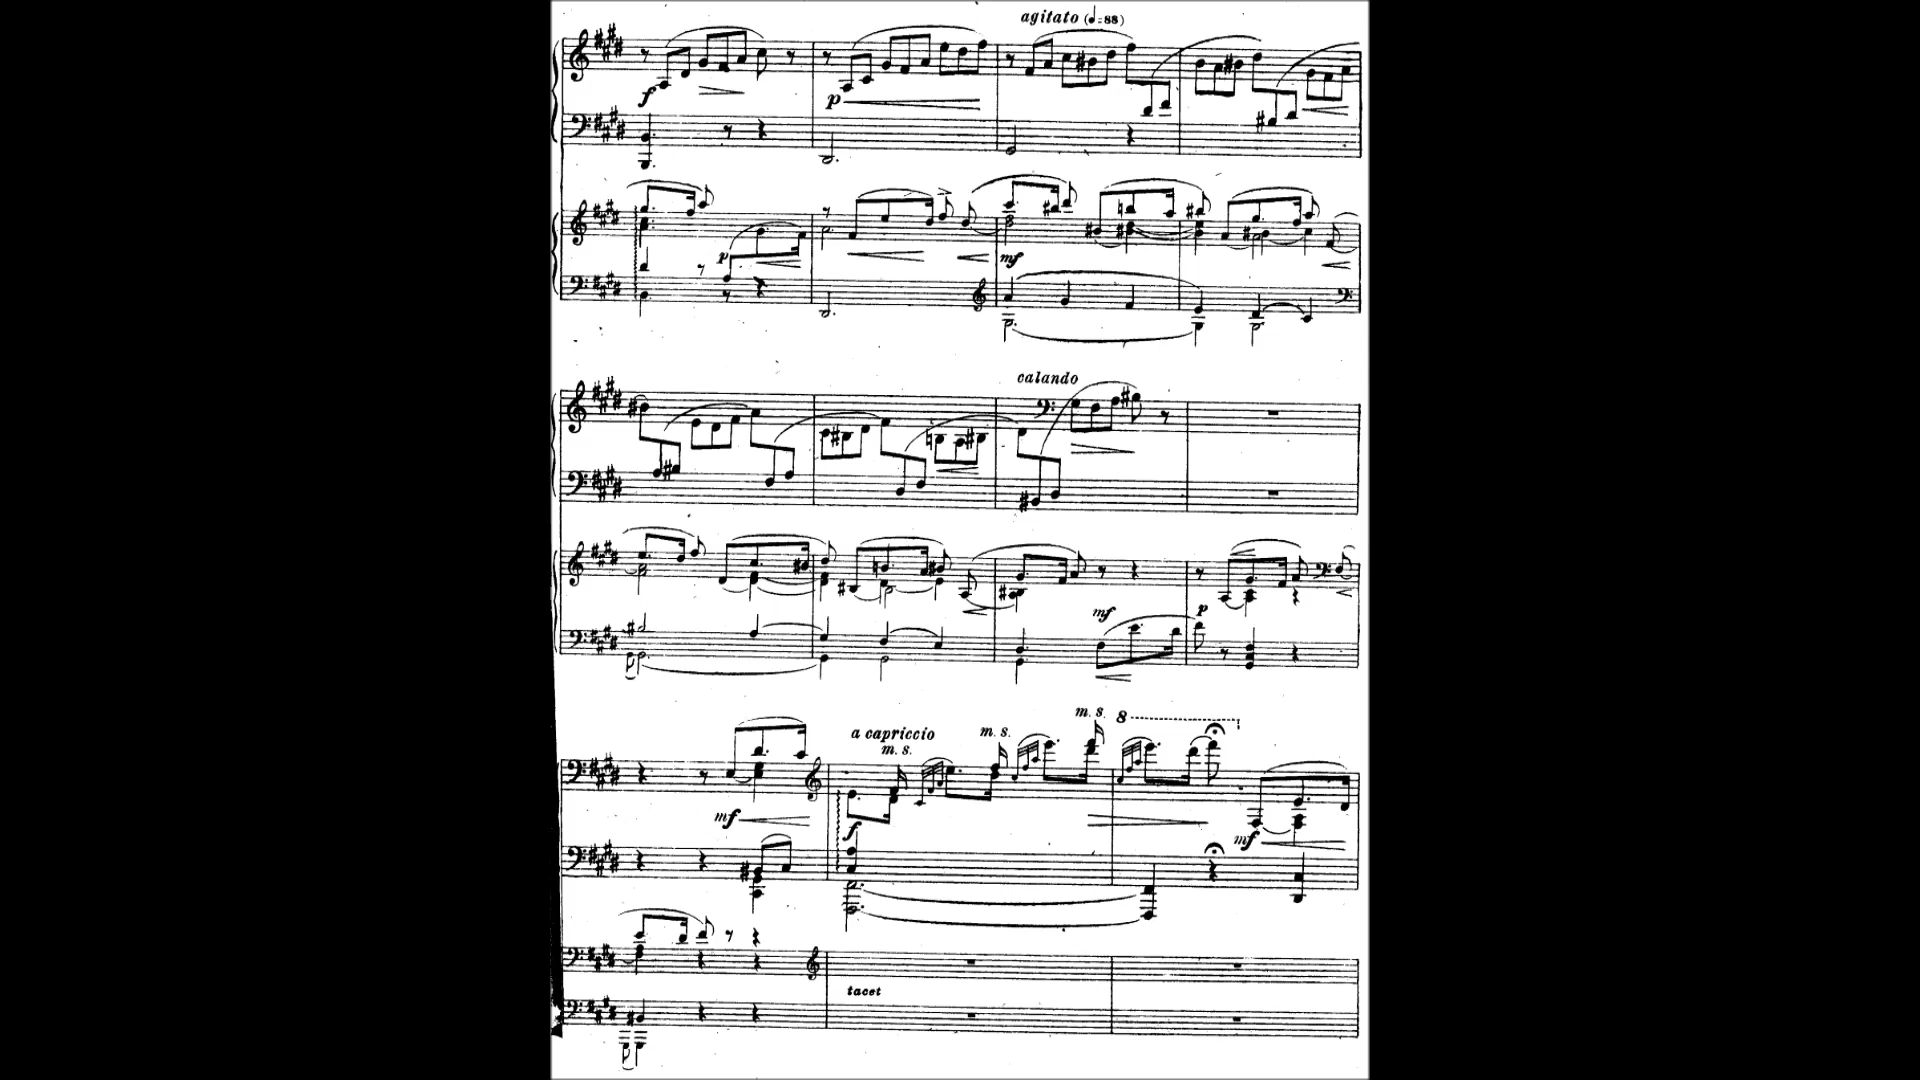 agitato (♩=88)
f
p
p
mf
calando
mf
p
a capriccio
m. s.
m. s.
m. s.
8
mf
f
mf
tacet